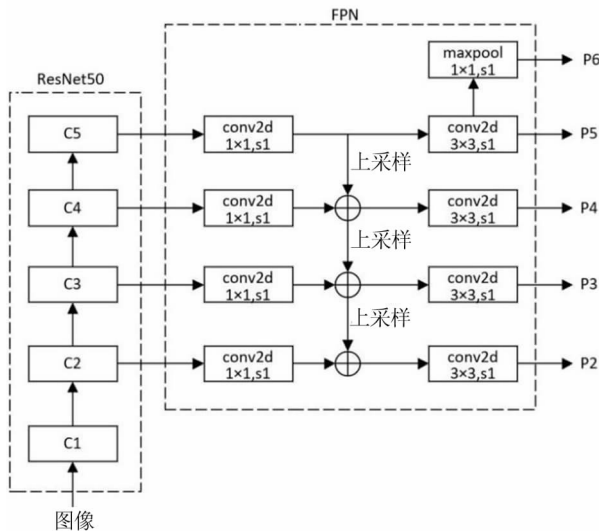 FPN
ResNet50
maxpool
1×1,s1
P6
C5
conv2d
1×1,s1
conv2d
3×3,s1
P5
上采样
C4
conv2d
1×1,s1
conv2d
3×3,s1
P4
上采样
C3
conv2d
1×1,s1
conv2d
3×3,s1
P3
上采样
C2
conv2d
1×1,s1
conv2d
3×3,s1
P2
C1
图像